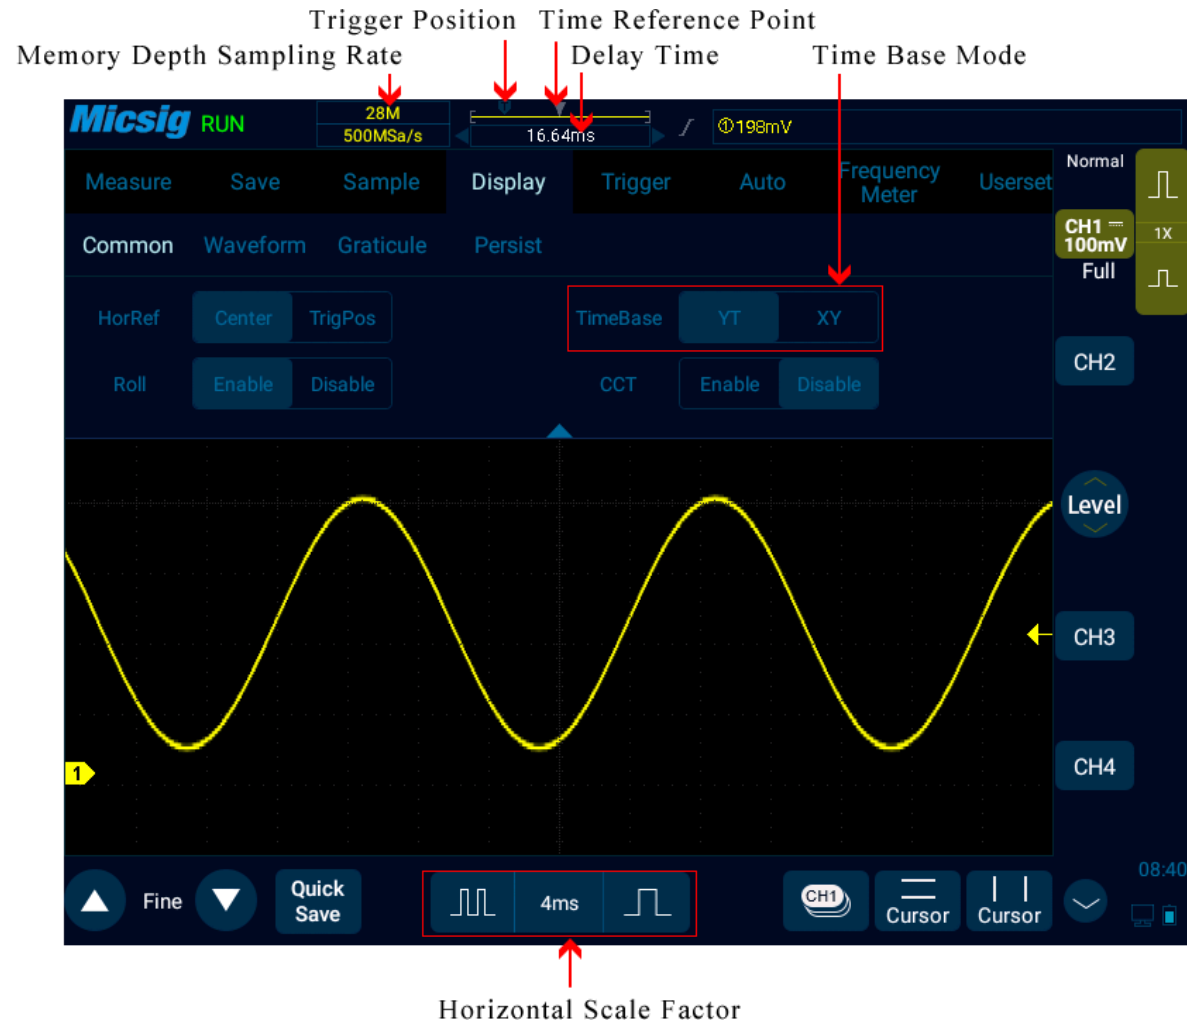 Trigger Position Time Reference Point
Memory Depth Sampling Rate Delay Time Time Base Mode
Micsig RUN 28M
500MSa/s 16.64ms ①198mV
Measure Save Sample Display Trigger Auto Frequency Meter Userset
Normal
Common Waveform Graticule Persist
CH1
100mV
1X
Full
HorRef Center TrigPos TimeBase YT XY
Roll Enable Disable CCT Enable Disable
CH2
Level
CH3
1
CH4
08:40
Fine Quick Save 4ms CH1 Cursor Cursor
Horizontal Scale Factor